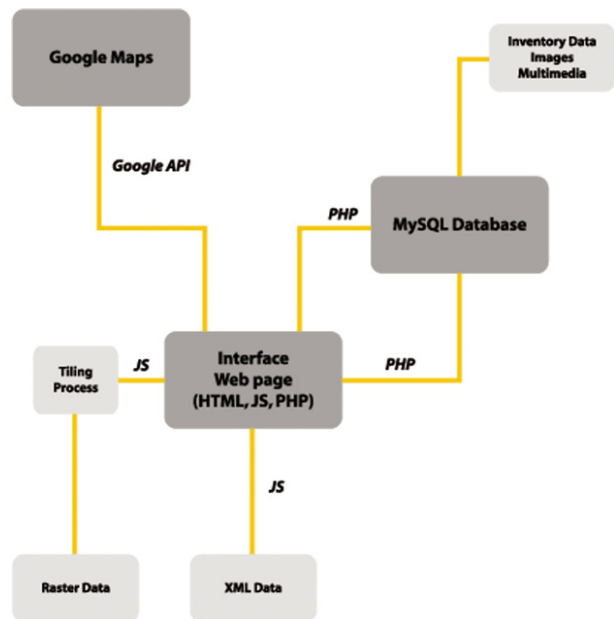 Google Maps
Inventory Data
Images
Multimedia
Google API
PHP
MySQL Database
Interface
Web page
(HTML, JS, PHP)
JS
Tiling
Process
PHP
JS
Raster Data
XML Data